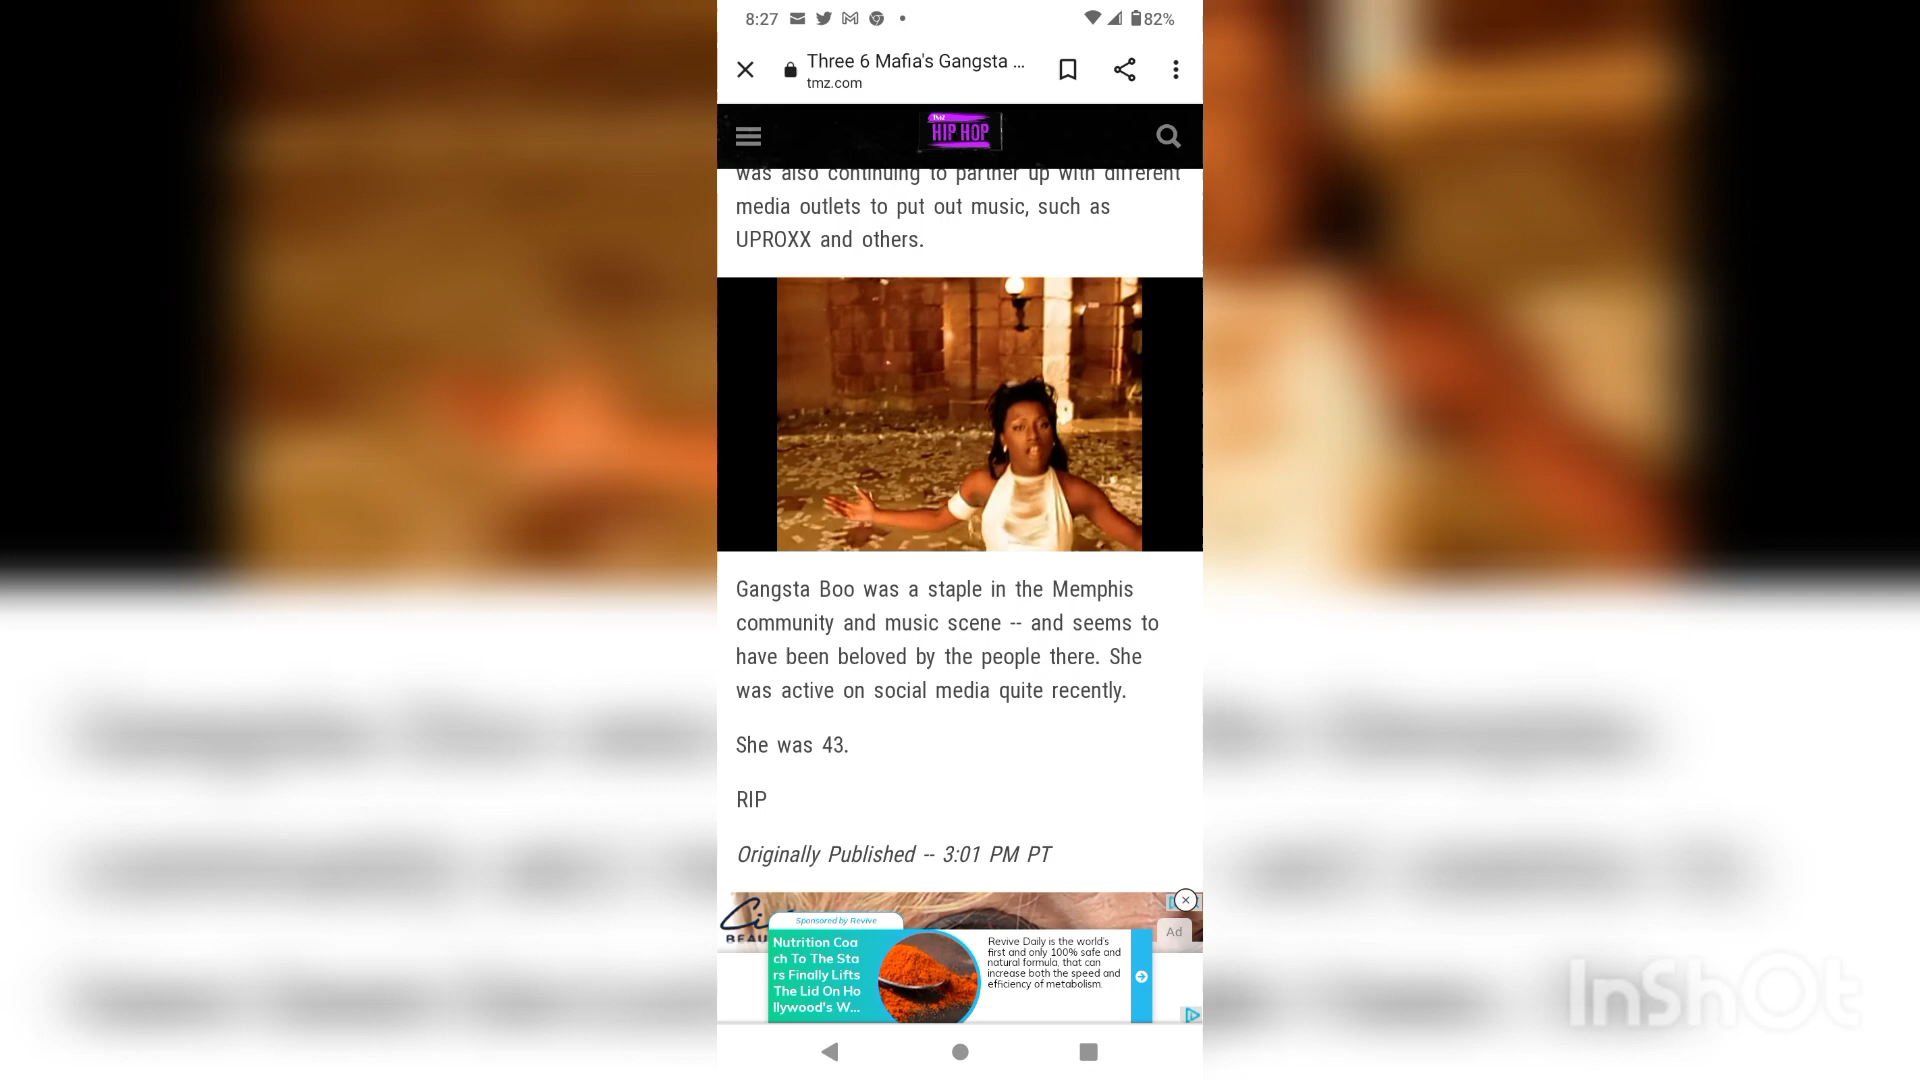 8:27
82%
Three 6 Mafia's Gangsta ...
tmz.com
TMZ
HIP HOP
was also continuing to partner up with different
media outlets to put out music, such as
UPROXX and others.
Gangsta Boo was a staple in the Memphis
community and music scene -- and seems to
have been beloved by the people there. She
was active on social media quite recently.
She was 43.
RIP
Originally Published -- 3:01 PM PT
Ad
Sponsored by Revive
Nutrition Coa
ch To The Sta
rs Finally Lifts
The Lid On Ho
llywood's W...
Revive Daily is the world's
first and only 100% safe and
natural formula, that can
increase both the speed and
efficiency of metabolism.
InShOt